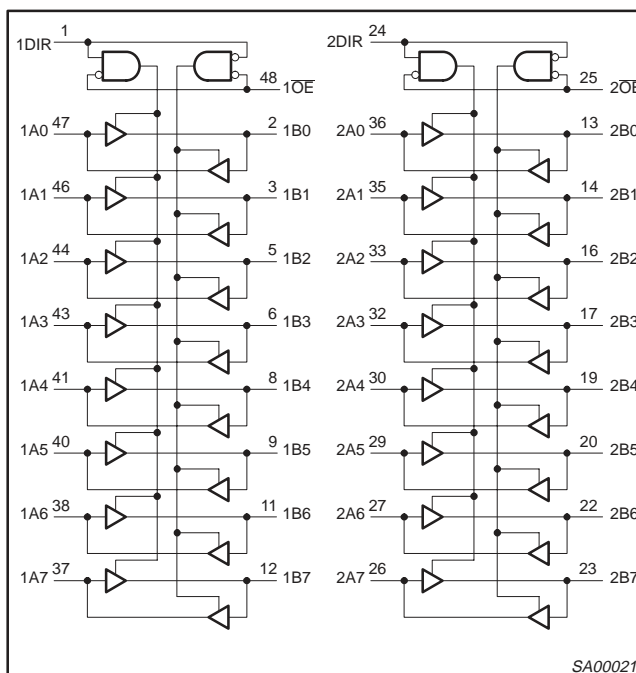 1DIR 1 2DIR 24
48 1O̅E̅ 25 2O̅E̅
1A0 47 2 1B0 2A0 36 13 2B0
1A1 46 3 1B1 2A1 35 14 2B1
1A2 44 5 1B2 2A2 33 16 2B2
1A3 43 6 1B3 2A3 32 17 2B3
1A4 41 8 1B4 2A4 30 19 2B4
1A5 40 9 1B5 2A5 29 20 2B5
1A6 38 11 1B6 2A6 27 22 2B6
1A7 37 12 1B7 2A7 26 23 2B7
SA00021